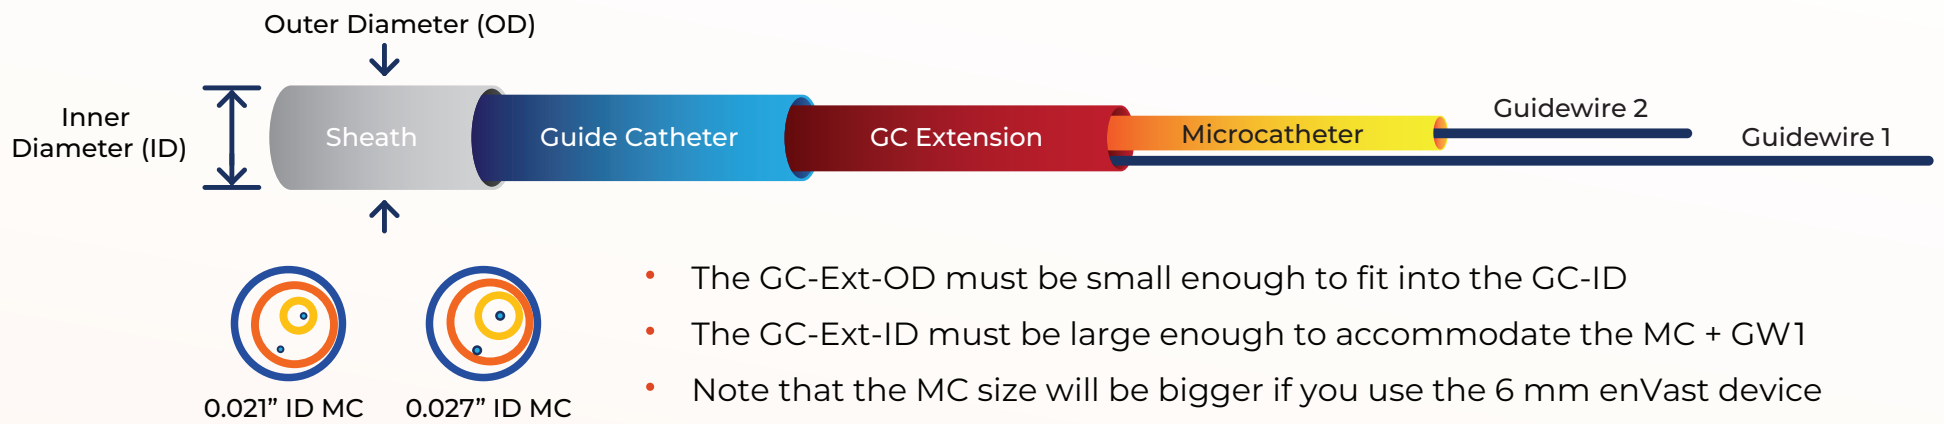 Outer Diameter (OD)
Inner
Diameter (ID)
Sheath
Guide Catheter
GC Extension
Microcatheter
Guidewire 2
Guidewire 1
0.021” ID MC
0.027” ID MC
• The GC-Ext-OD must be small enough to fit into the GC-ID
• The GC-Ext-ID must be large enough to accommodate the MC + GW1
• Note that the MC size will be bigger if you use the 6 mm enVast device